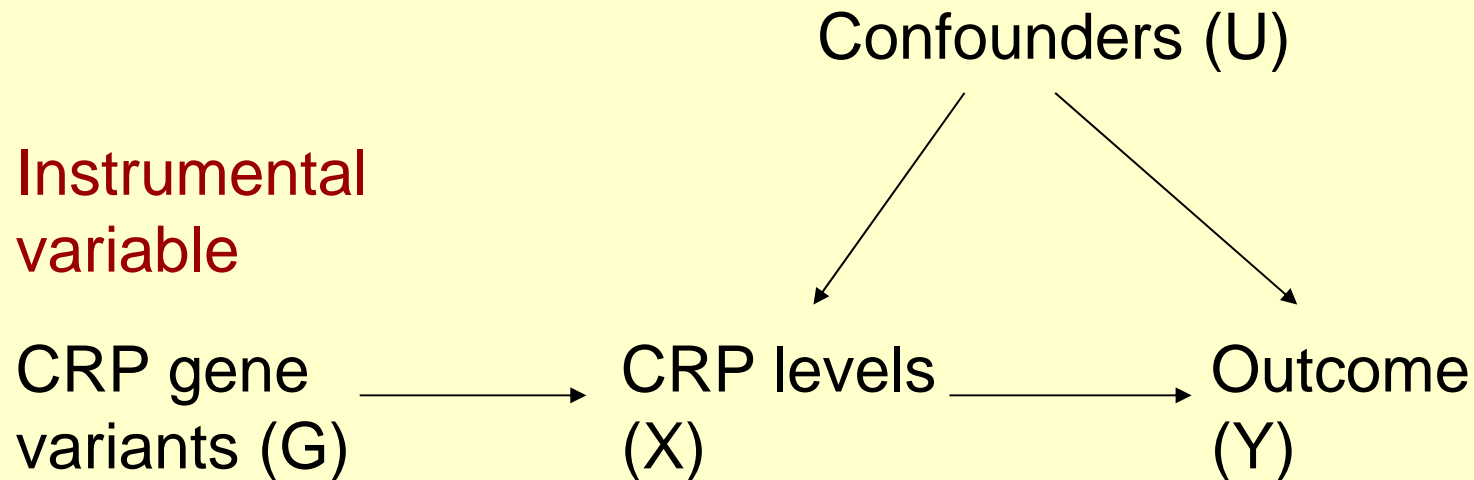 Confounders (U)
Instrumental
variable
CRP gene
variants (G)
CRP levels
(X)
Outcome
(Y)